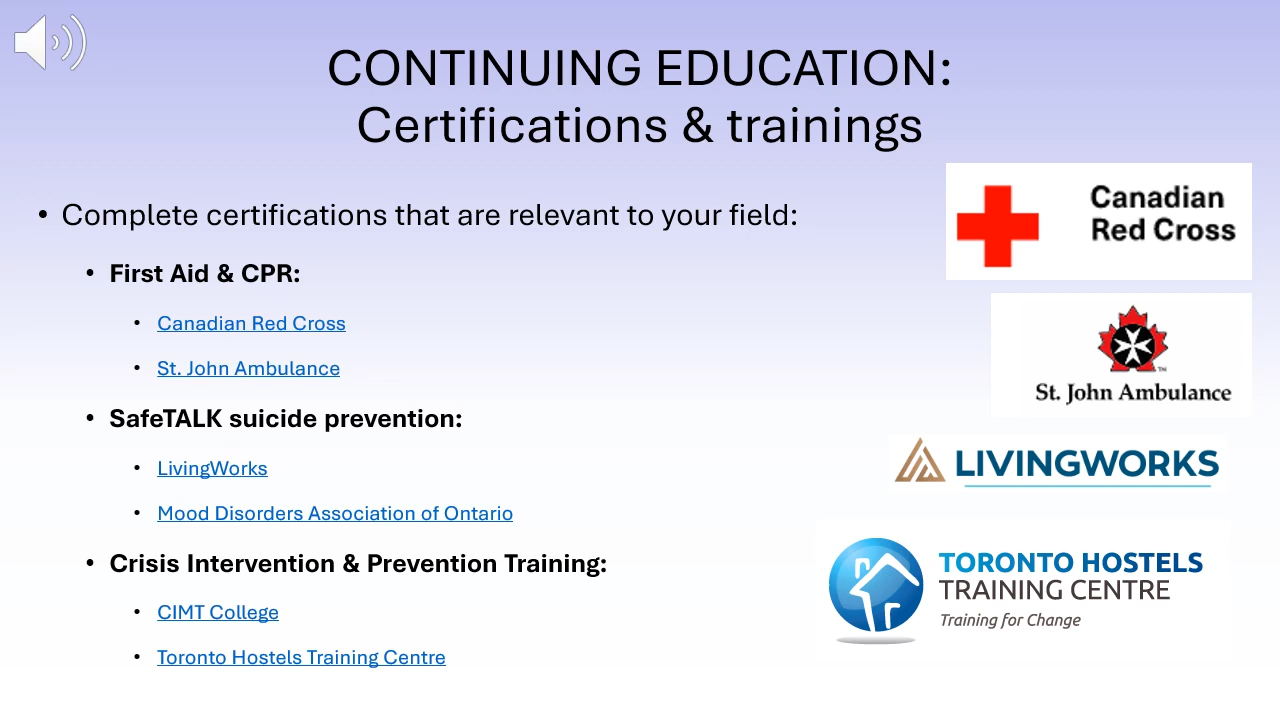 CONTINUING EDUCATION:
Certifications & trainings
• Complete certifications that are relevant to your field:
• First Aid & CPR:
• Canadian Red Cross
• St. John Ambulance
• SafeTALK suicide prevention:
• LivingWorks
• Mood Disorders Association of Ontario
• Crisis Intervention & Prevention Training:
• CIMT College
• Toronto Hostels Training Centre
Canadian
Red Cross
St. John Ambulance
LIVINGWORKS
TORONTO HOSTELS
TRAINING CENTRE
Training for Change